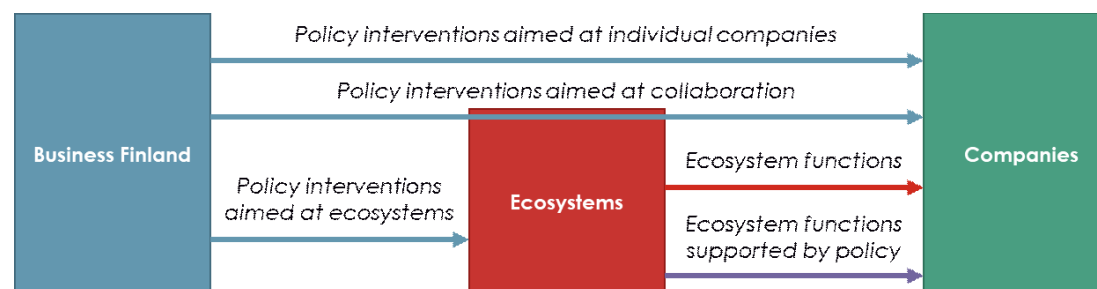 Policy interventions aimed at individual companies
Policy interventions aimed at collaboration
Business Finland
Policy interventions
aimed at ecosystems
Ecosystems
Ecosystem functions
Ecosystem functions
supported by policy
Companies